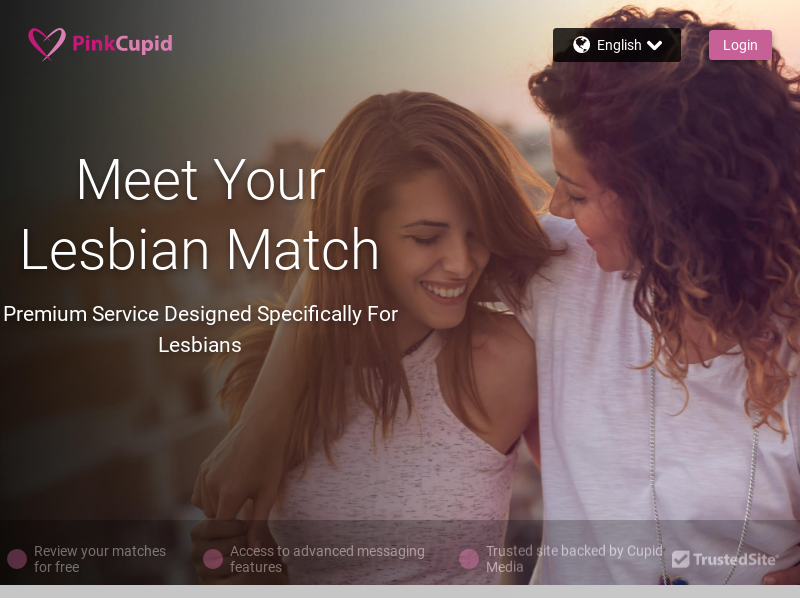 PinkCupid
English
Login
Meet Your
Lesbian Match
Premium Service Designed Specifically For
Lesbians
Review your matches
for free
Access to advanced messaging
features
Trusted site backed by Cupid
Media
TrustedSite